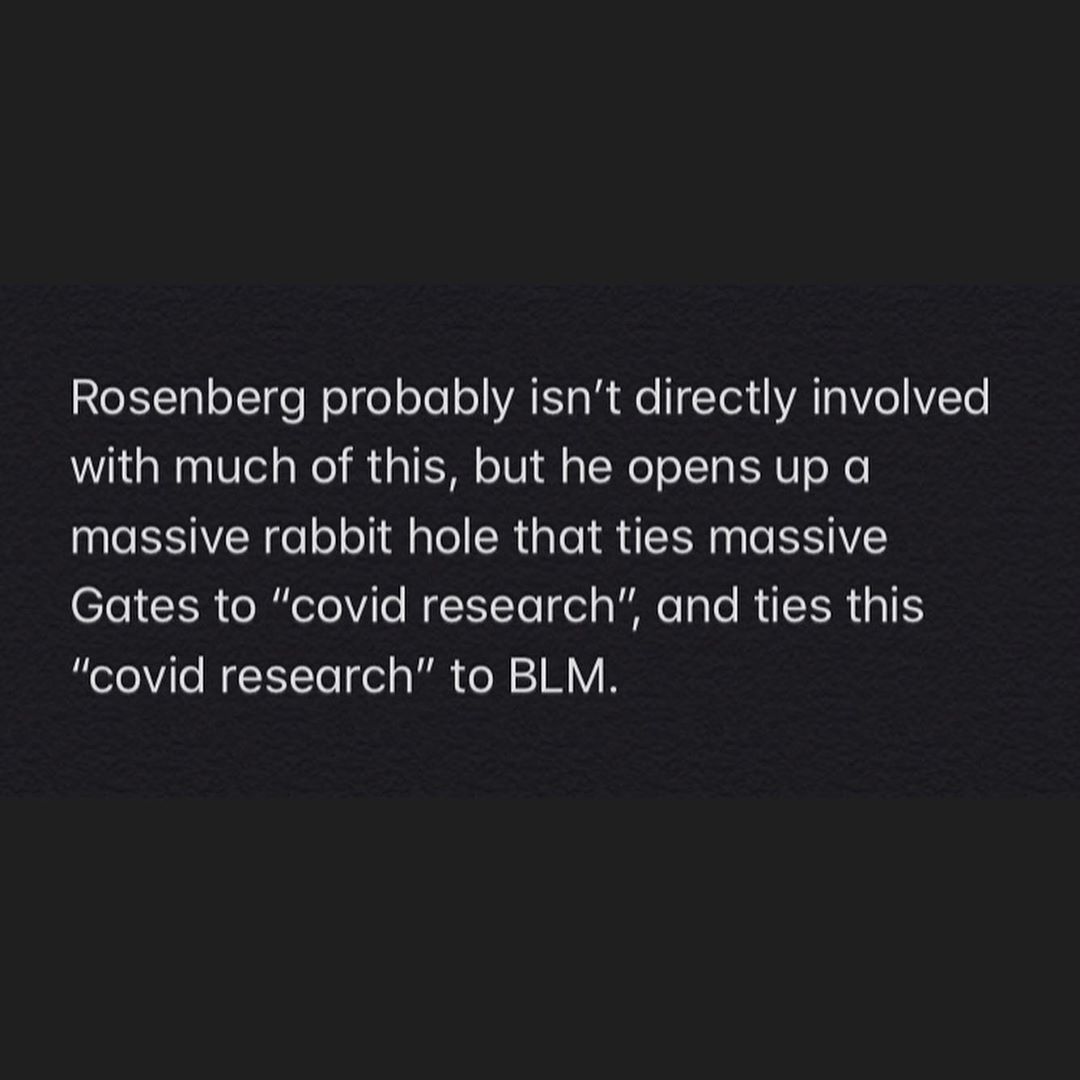 Rosenberg probably isn’t directly involved
with much of this, but he opens up a
massive rabbit hole that ties massive
Gates to “covid research”, and ties this
“covid research” to BLM.